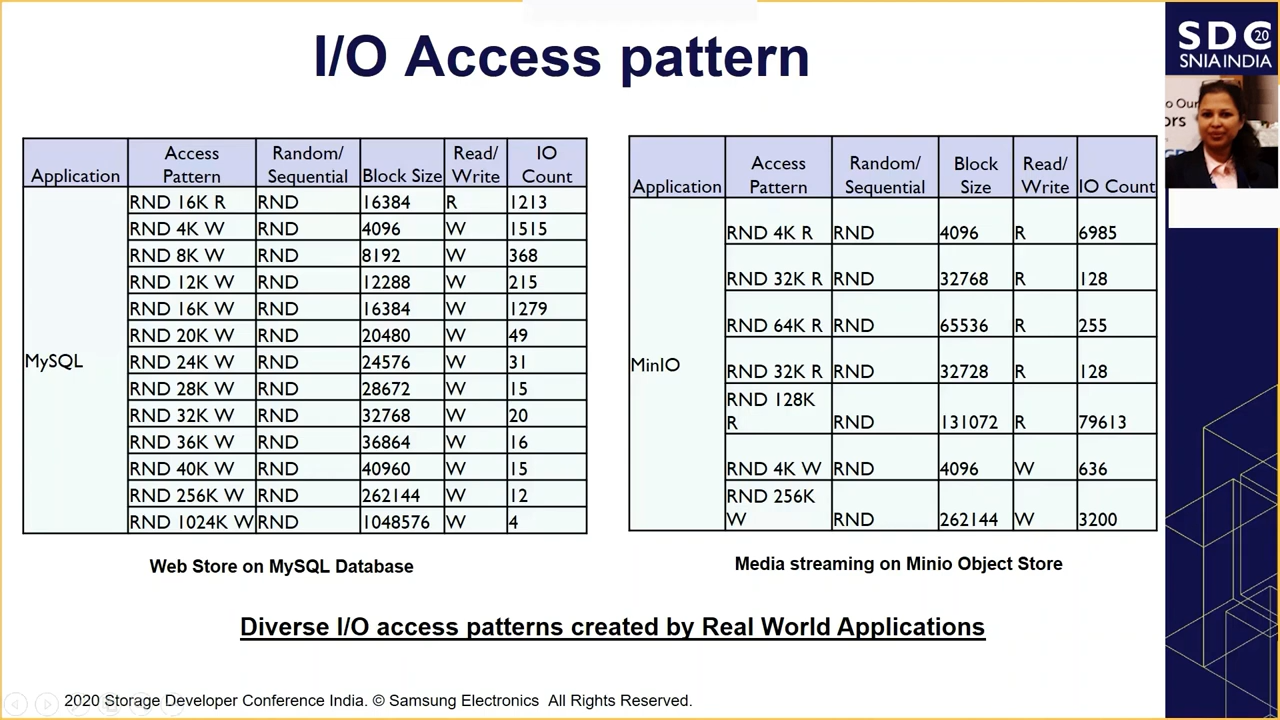 I/O Access pattern
SDC 20
SNIA INDIA
Application Access Pattern Random/ Sequential Block Size Read/ Write IO Count
MySQL
RND 16K R RND 16384 R 1213
RND 4K W RND 4096 W 1515
RND 8K W RND 8192 W 368
RND 12K W RND 12288 W 215
RND 16K W RND 16384 W 1279
RND 20K W RND 20480 W 49
RND 24K W RND 24576 W 31
RND 28K W RND 28672 W 15
RND 32K W RND 32768 W 20
RND 36K W RND 36864 W 16
RND 40K W RND 40960 W 15
RND 256K W RND 262144 W 12
RND 1024K W RND 1048576 W 4
Web Store on MySQL Database
Application Access Pattern Random/ Sequential Block Size Read/ Write IO Count
MinIO
RND 4K R RND 4096 R 6985
RND 32K R RND 32768 R 128
RND 64K R RND 65536 R 255
RND 32K R RND 32728 R 128
RND 128K R RND 131072 R 79613
RND 4K W RND 4096 W 636
RND 256K W RND 262144 W 3200
Media streaming on Minio Object Store
Diverse I/O access patterns created by Real World Applications
2020 Storage Developer Conference India. © Samsung Electronics All Rights Reserved.